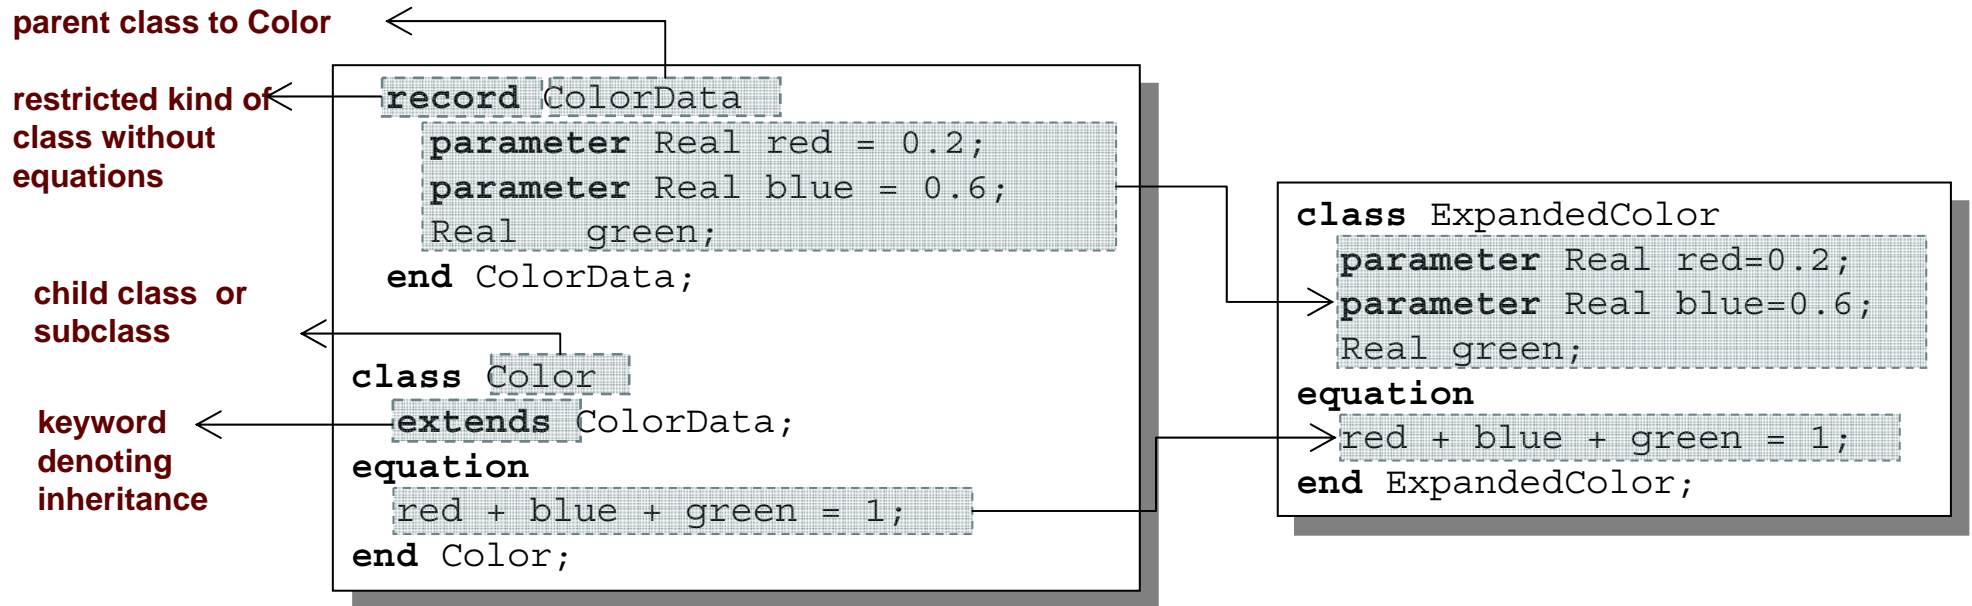 parent class to Color
restricted kind of
class without
equations
child class or
subclass
keyword
denoting
inheritance
record ColorData
parameter Real red = 0.2;
parameter Real blue = 0.6;
Real green;
end ColorData;
class Color
extends ColorData;
equation
red + blue + green = 1;
end Color;
class ExpandedColor
parameter Real red=0.2;
parameter Real blue=0.6;
Real green;
equation
red + blue + green = 1;
end ExpandedColor;